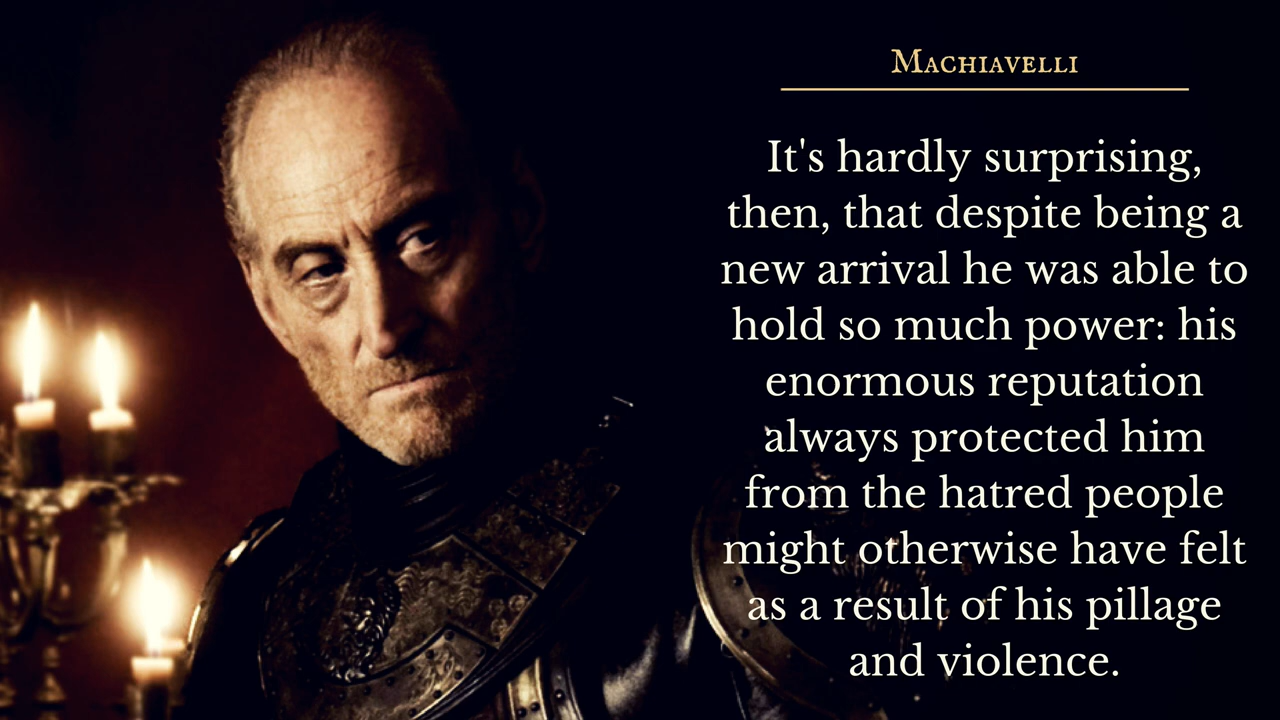 Machiavelli
It's hardly surprising,
then, that despite being a
new arrival he was able to
hold so much power: his
enormous reputation
always protected him
from the hatred people
might otherwise have felt
as a result of his pillage
and violence.